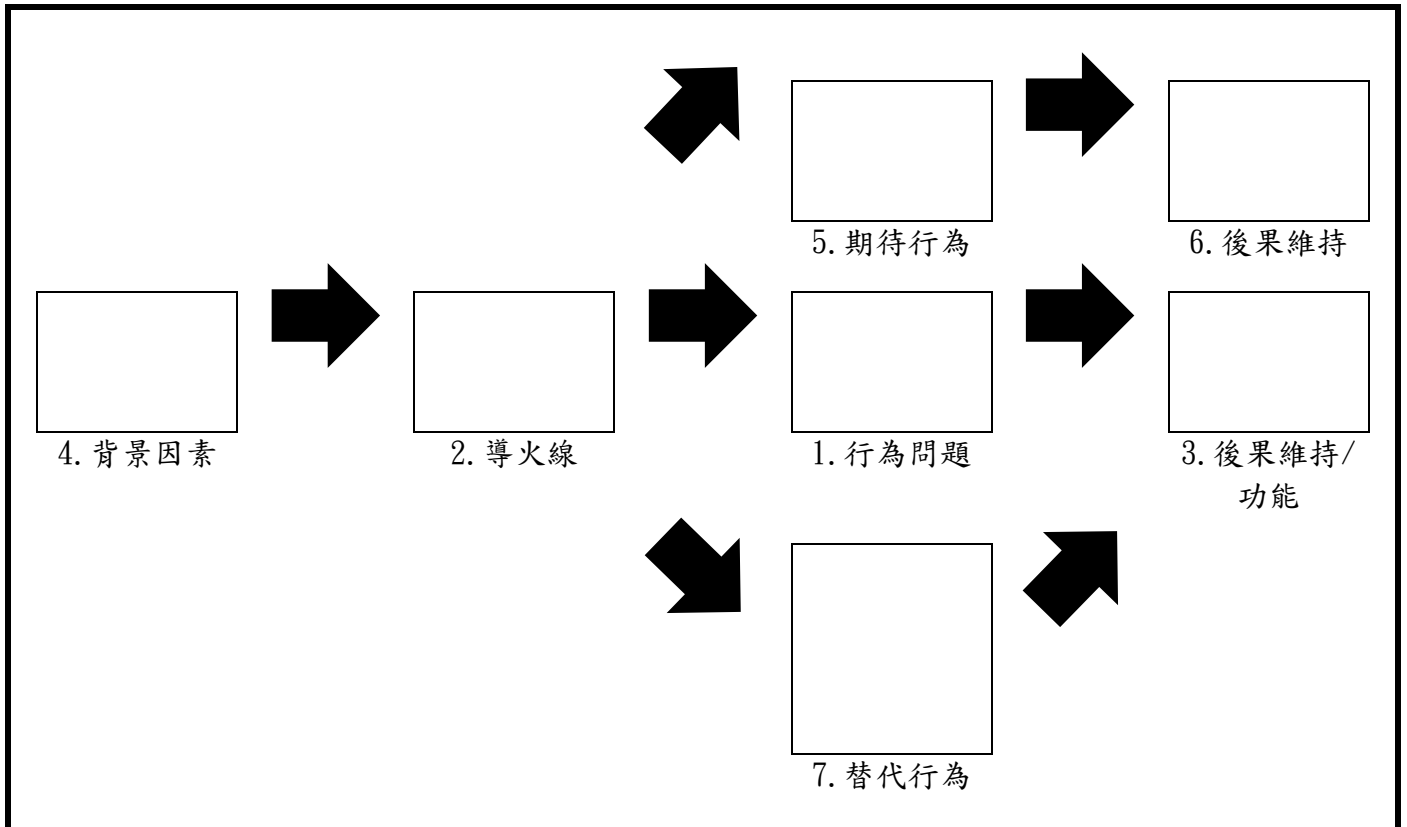 5.期待行為
6.後果維持
4.背景因素
2.導火線
1.行為問題
3.後果維持/
功能
7.替代行為